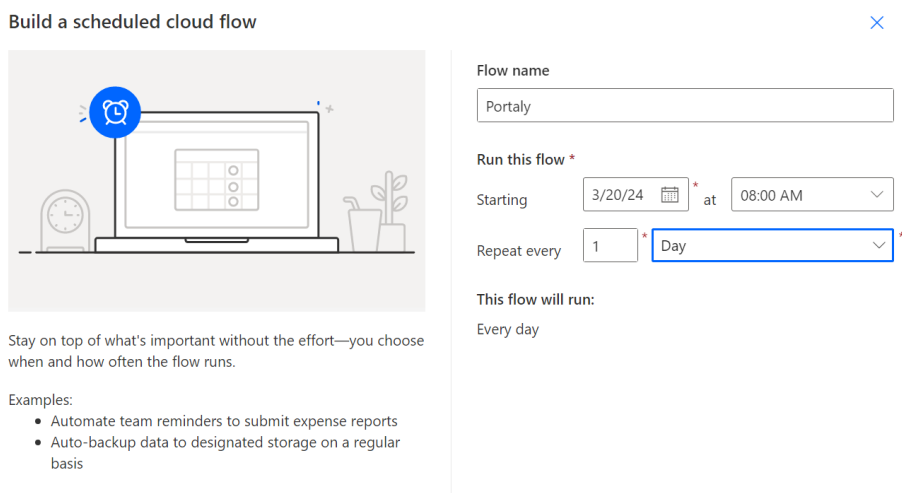 Build a scheduled cloud flow
Flow name
Portaly
Run this flow *
Starting
3/20/24
*
at
08:00 AM
Repeat every
1
*
Day
*
This flow will run:
Every day
Stay on top of what's important without the effort—you choose
when and how often the flow runs.
Examples:
• Automate team reminders to submit expense reports
• Auto-backup data to designated storage on a regular
basis